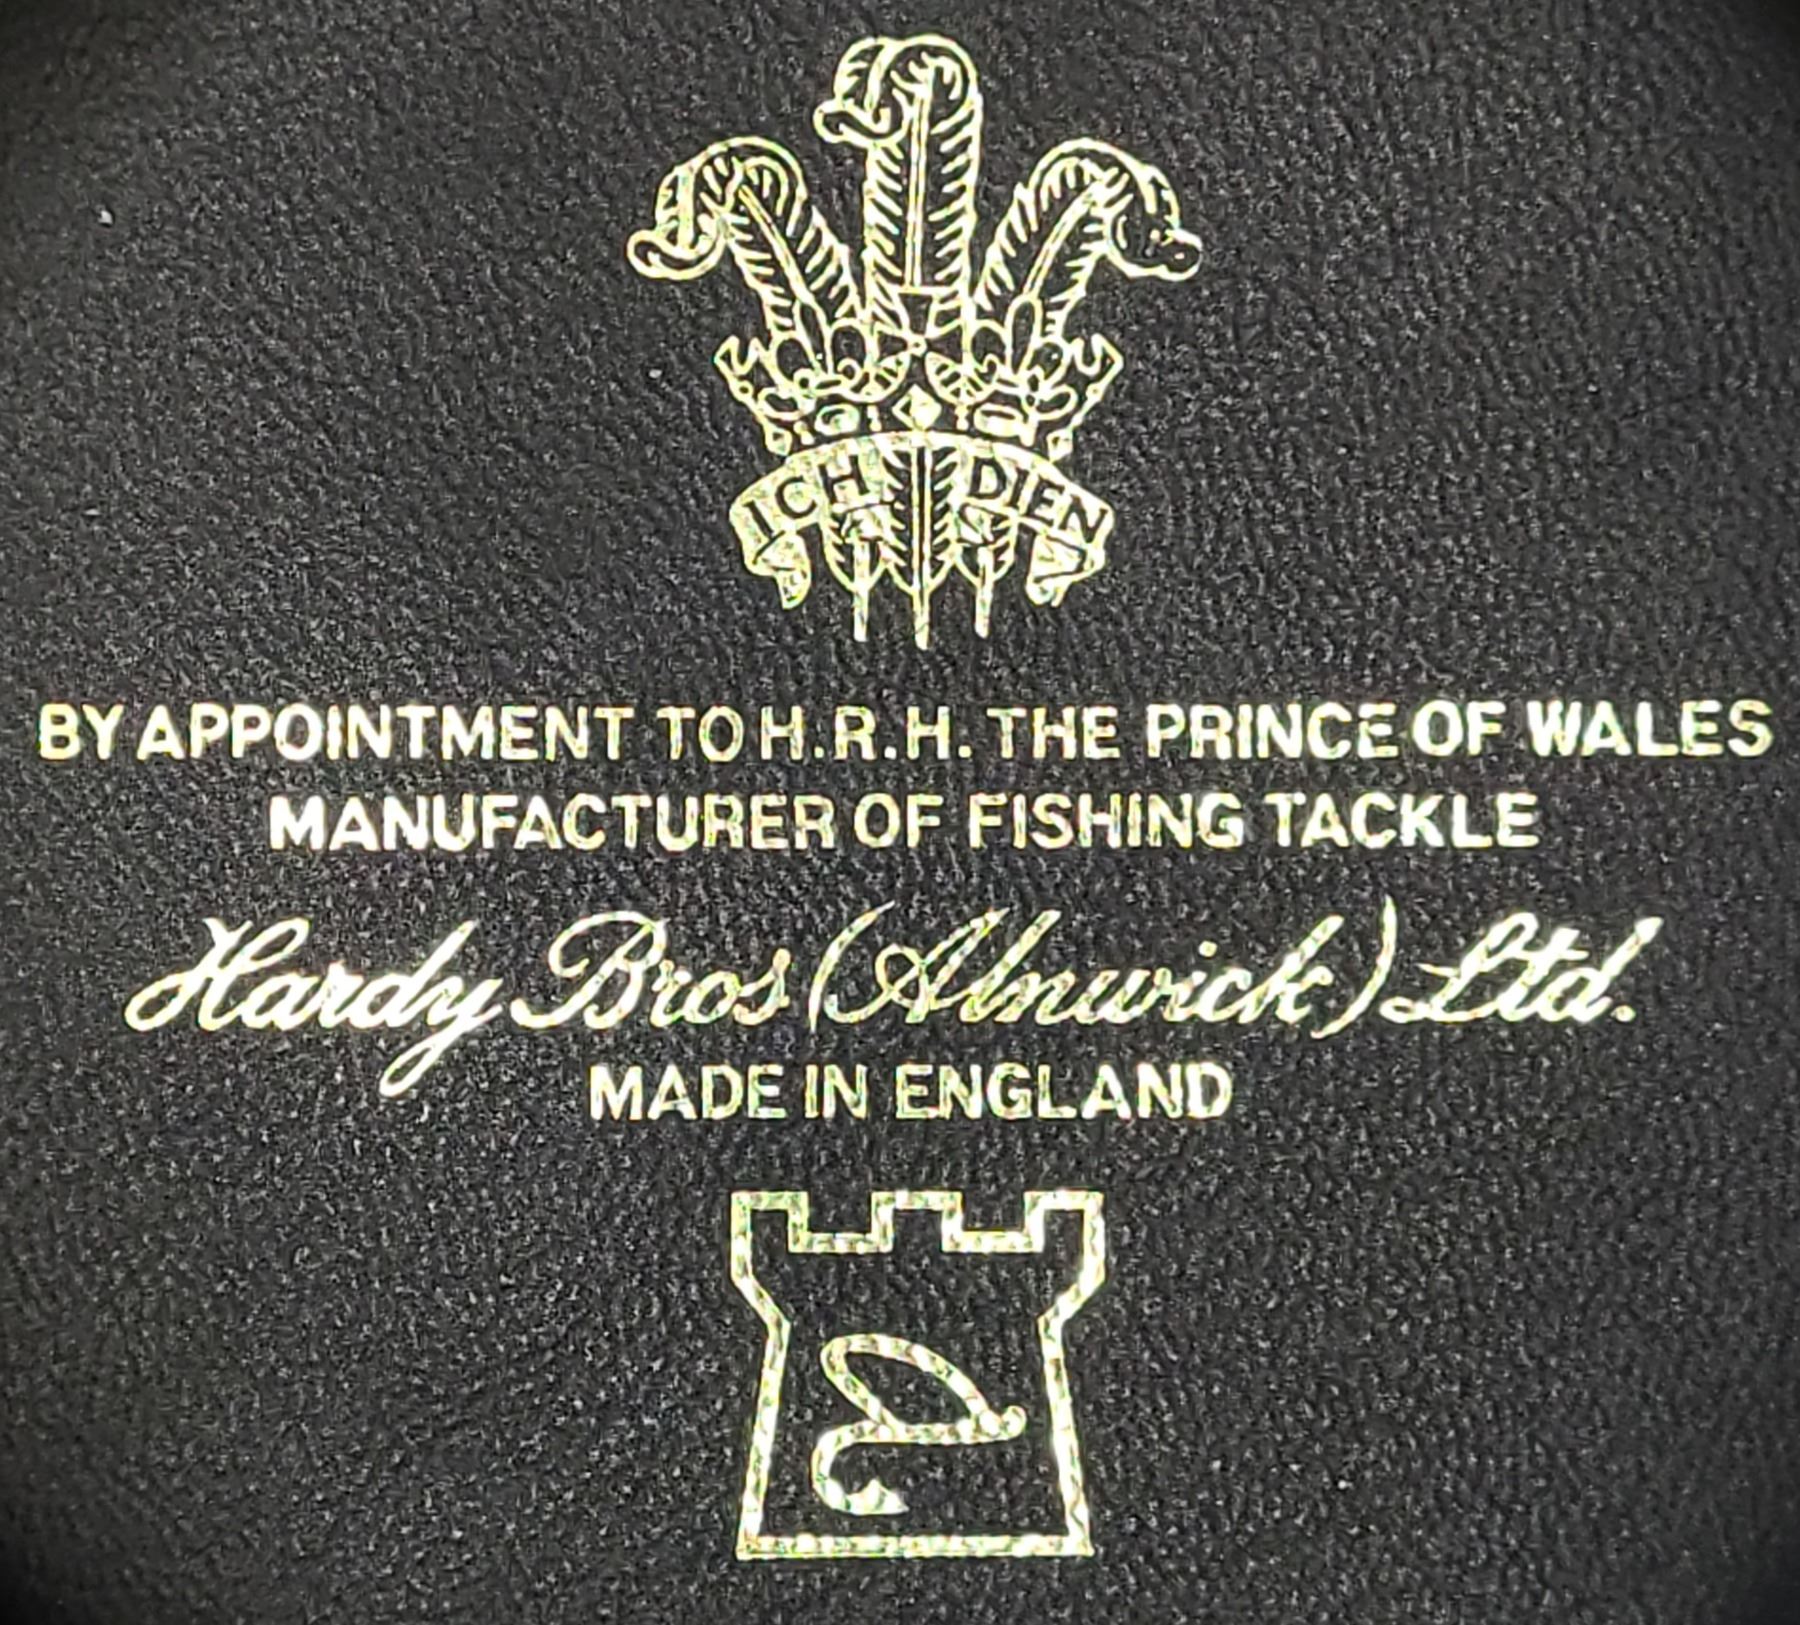 ICH DIEN
BY APPOINTMENT TO H.R.H. THE PRINCE OF WALES
MANUFACTURER OF FISHING TACKLE
Hardy Bros (Alnwick) Ltd.
MADE IN ENGLAND